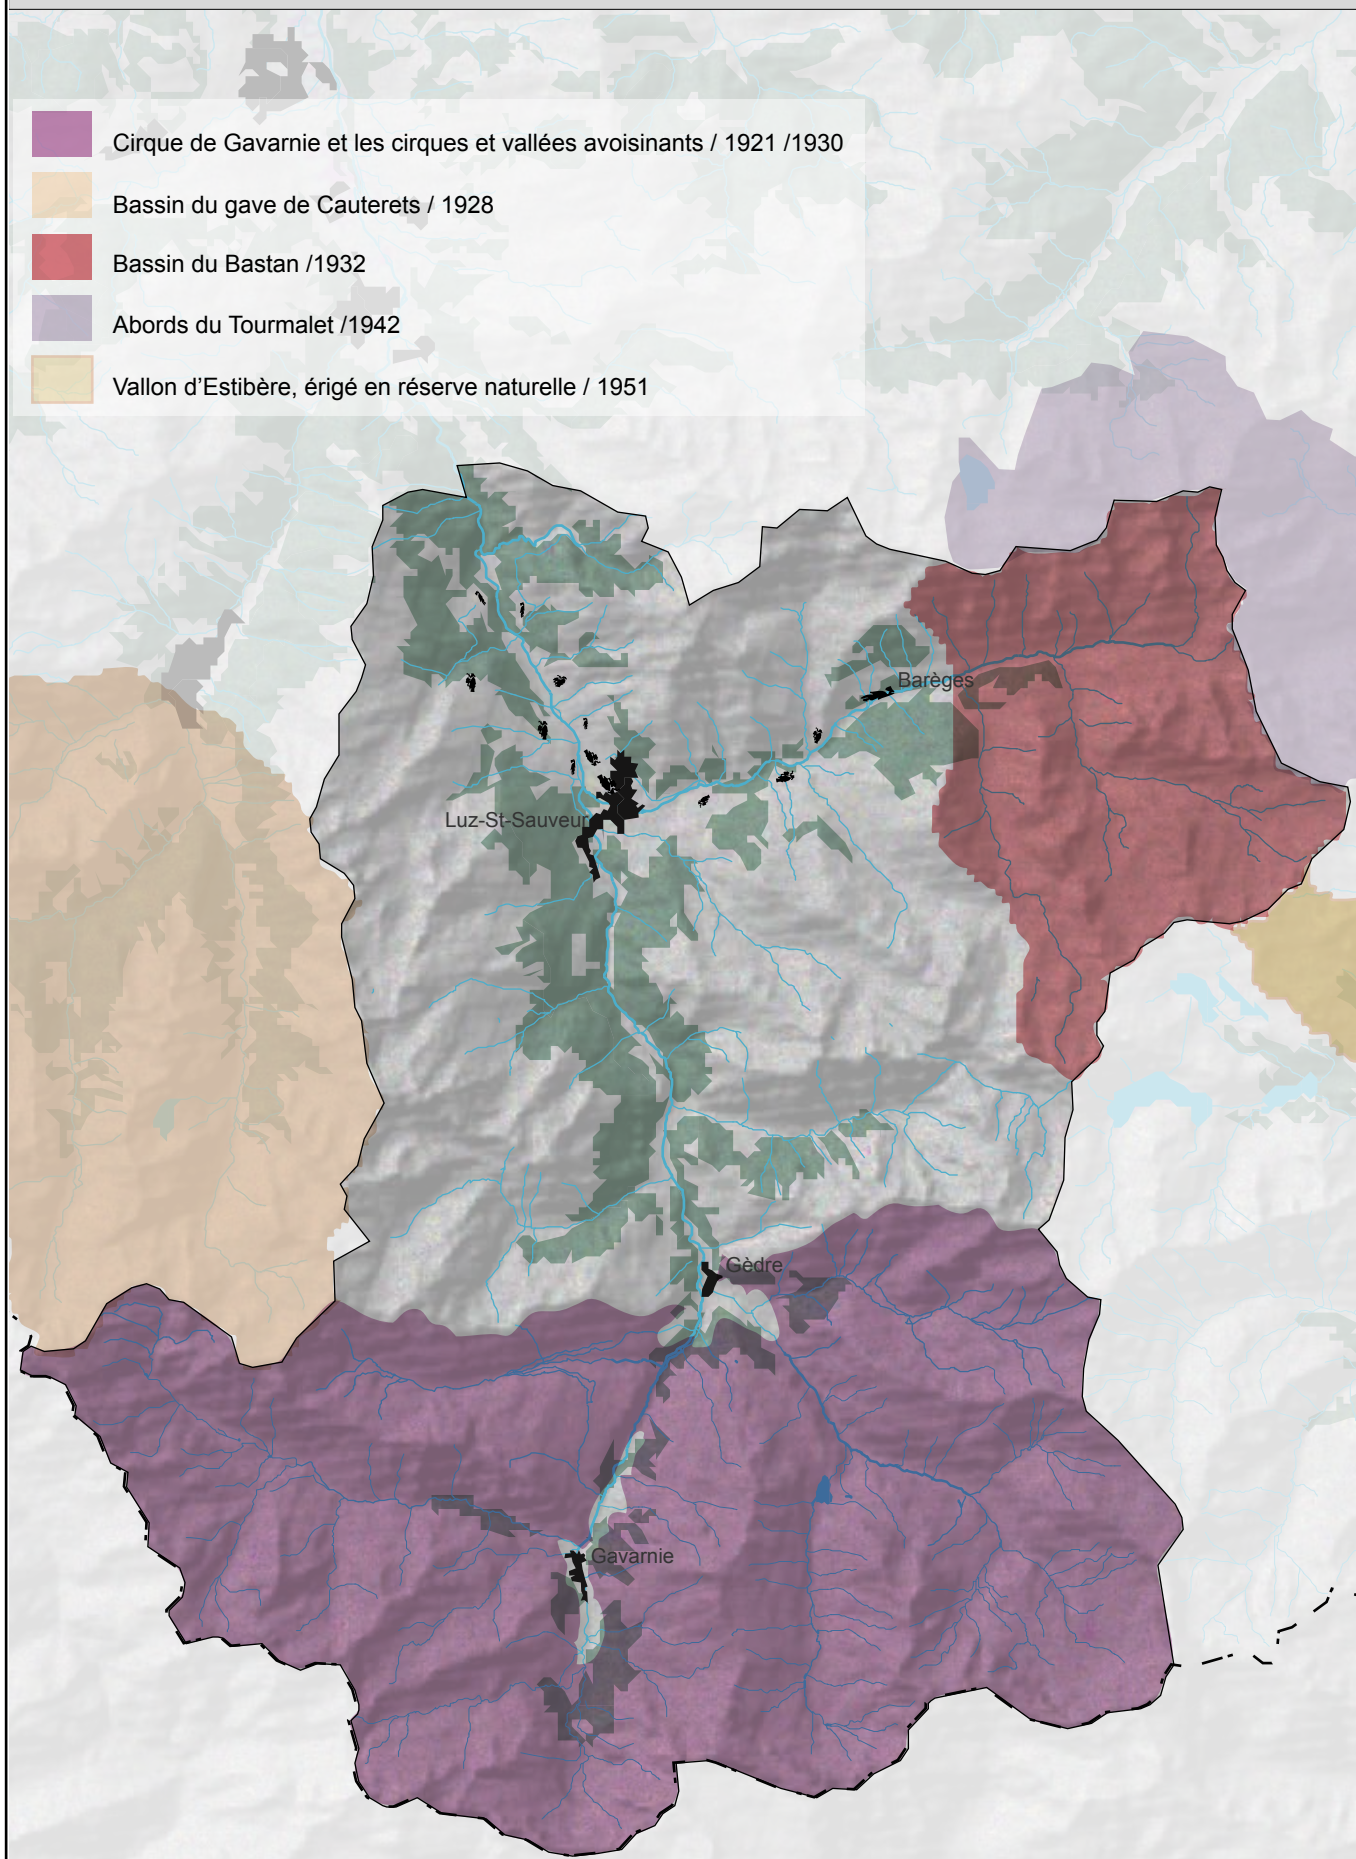 Cirque de Gavarnie et les cirques et vallées avoisinants / 1921 /1930
Bassin du gave de Cauterets / 1928
Bassin du Bastan /1932
Abords du Tourmalet /1942
Vallon d'Estibère, érigé en réserve naturelle / 1951
Barèges
Luz-St-Sauveur
Gèdre
Gavarnie